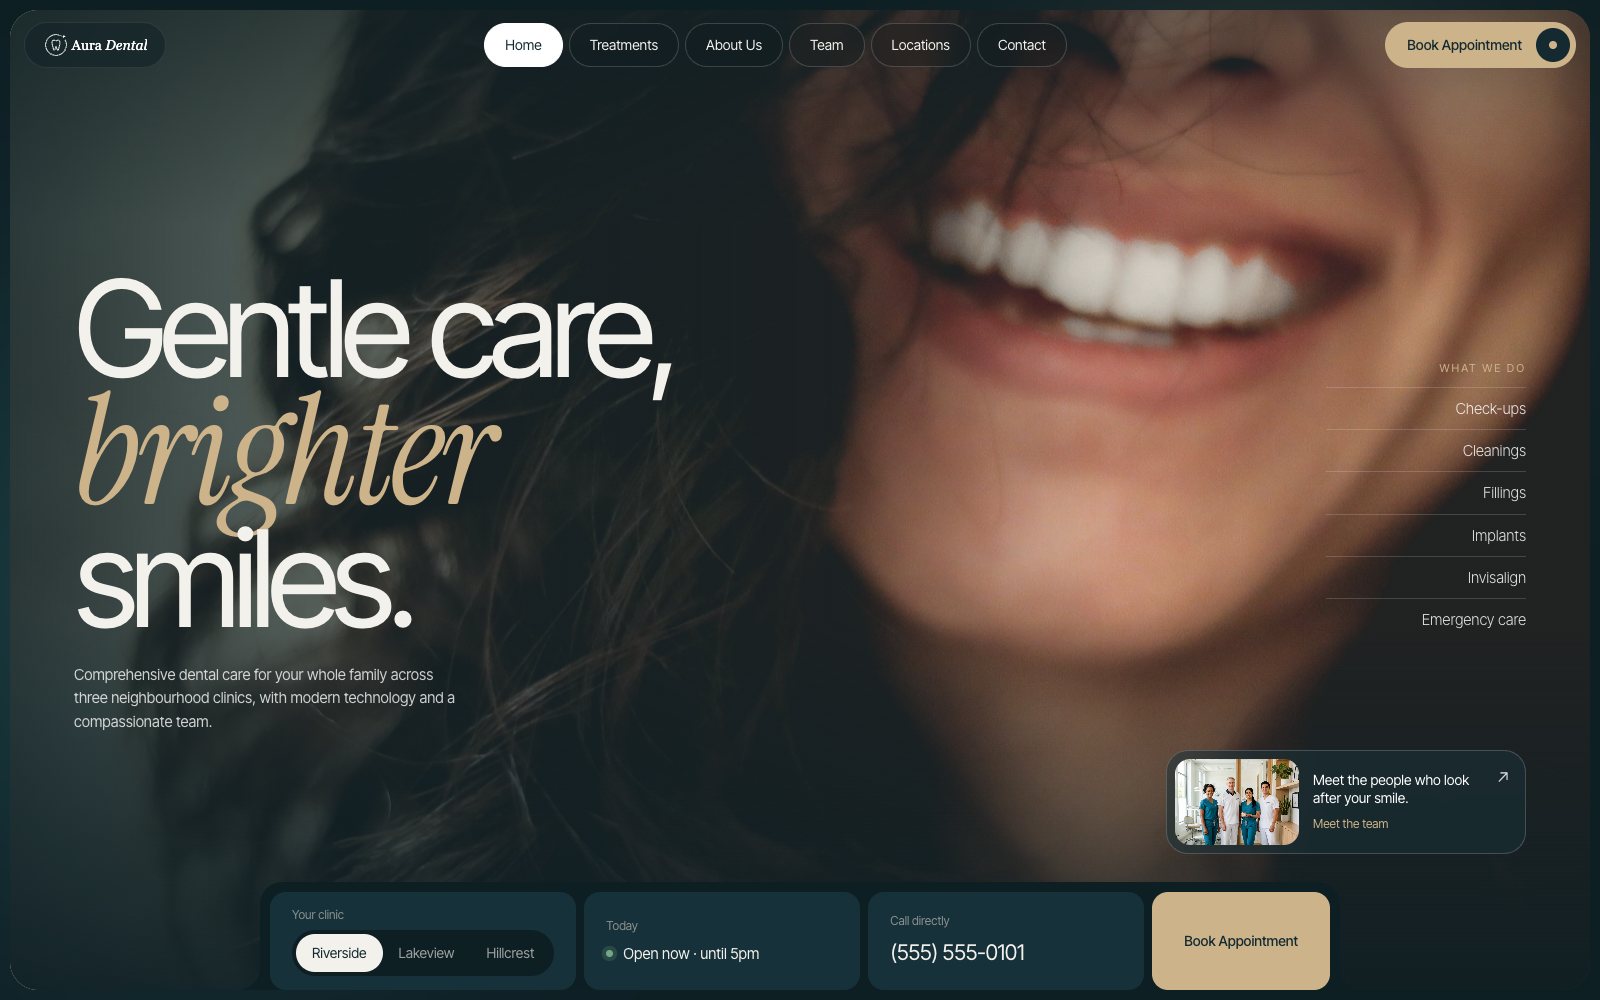 Aura Dental
Home
Treatments
About Us
Team
Locations
Contact
Book Appointment
Gentle care,
brighter
smiles.
Comprehensive dental care for your whole family across
three neighbourhood clinics, with modern technology and a
compassionate team.
WHAT WE DO
Check-ups
Cleanings
Fillings
Implants
Invisalign
Emergency care
Meet the people who look
after your smile.
Meet the team
Your clinic
Riverside
Lakeview
Hillcrest
Today
Open now · until 5pm
Call directly
(555) 555-0101
Book Appointment